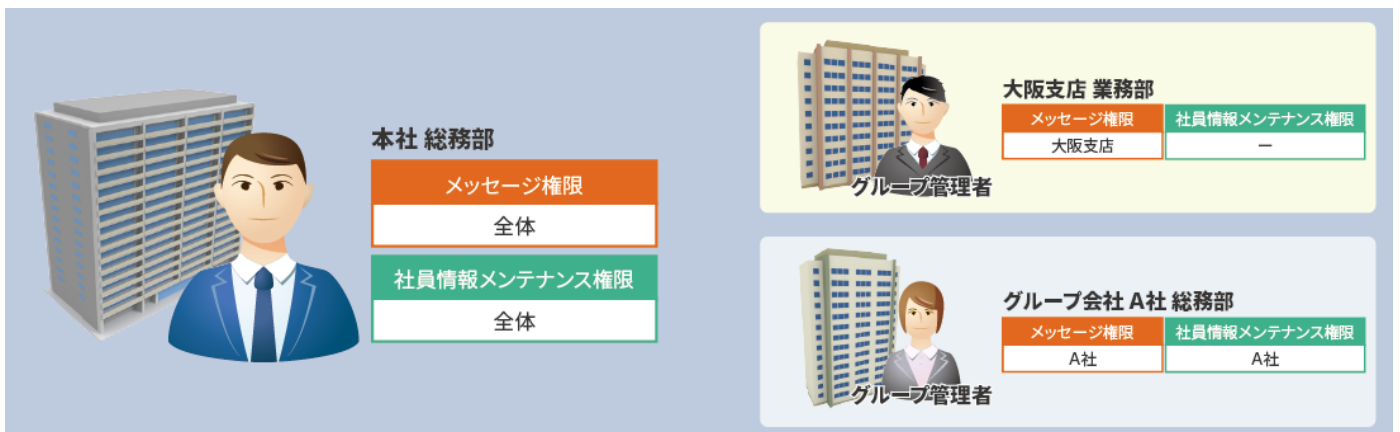 本社 総務部
メッセージ権限
全体
社員情報メンテナンス権限
全体
大阪支店 業務部
メッセージ権限 社員情報メンテナンス権限
大阪支店 ー
グループ管理者
グループ会社 A社 総務部
メッセージ権限 社員情報メンテナンス権限
A社 A社
グループ管理者